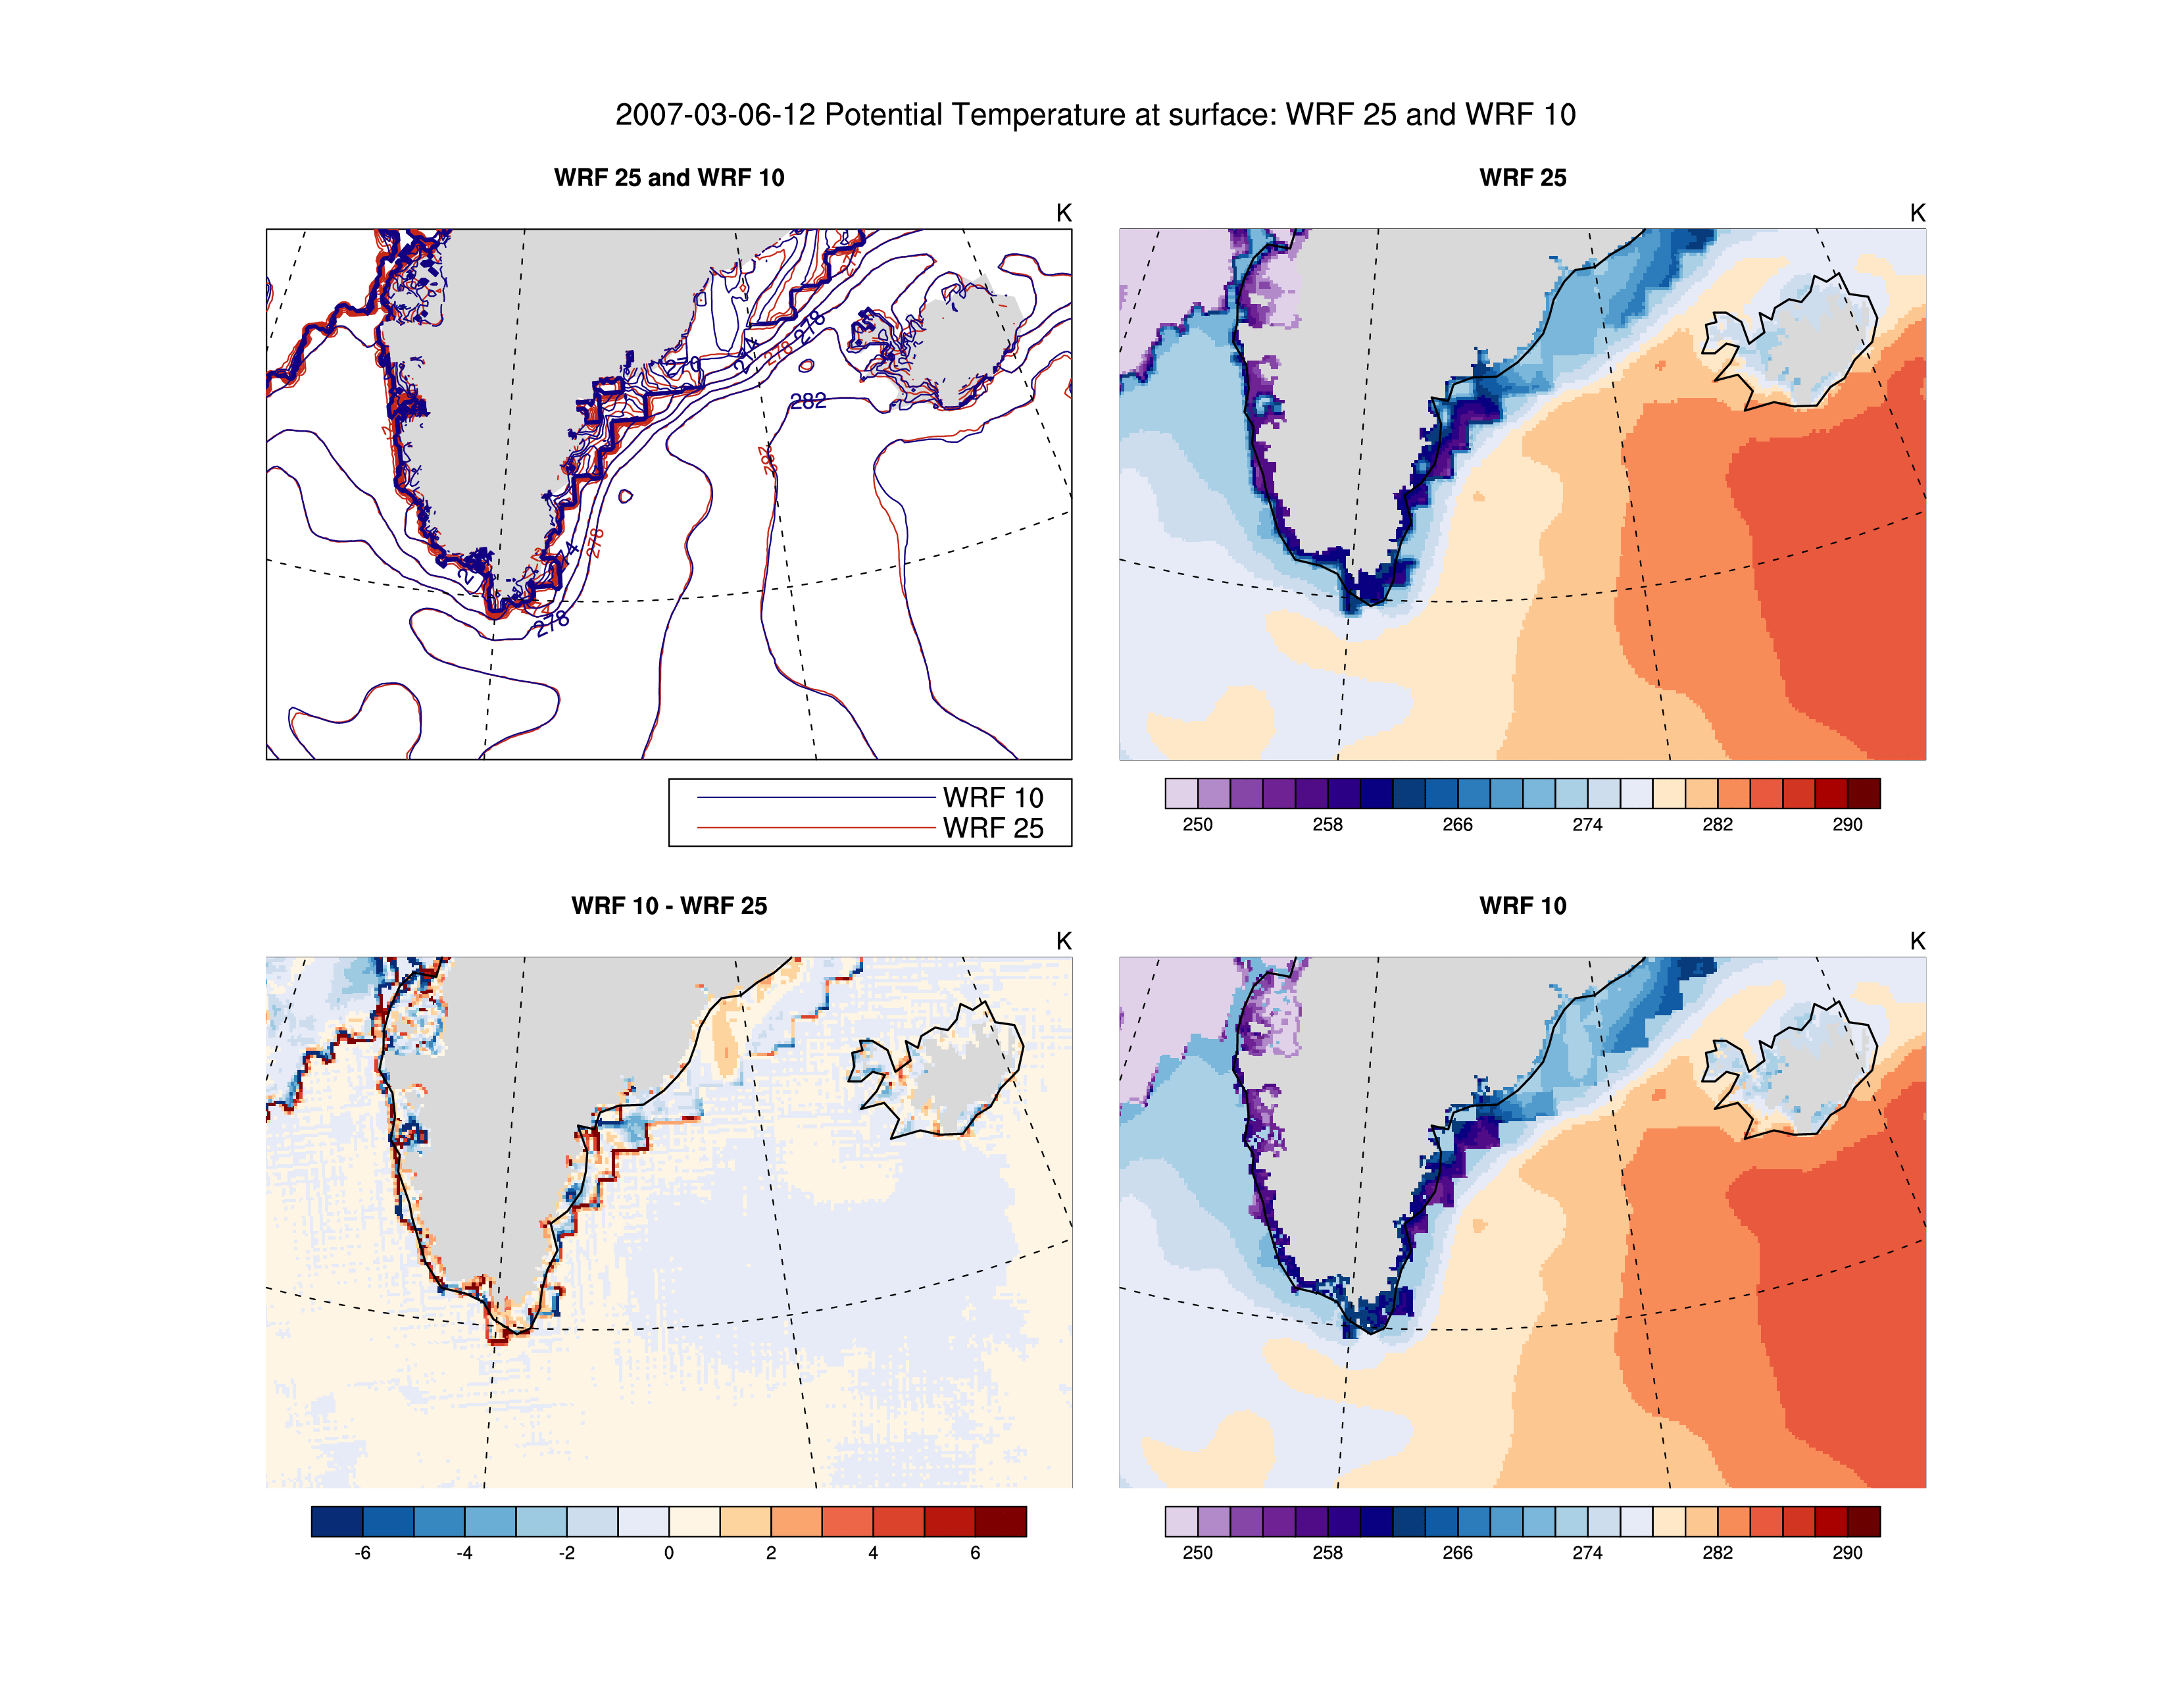 2007-03-06-12 Potential Temperature at surface: WRF 25 and WRF 10
WRF 25 and WRF 10
K
278
274
278
270
282
282
274
278
274
278
WRF 10
WRF 25
WRF 25
K
250 258 266 274 282 290
WRF 10 - WRF 25
K
-6 -4 -2 0 2 4 6
WRF 10
K
250 258 266 274 282 290